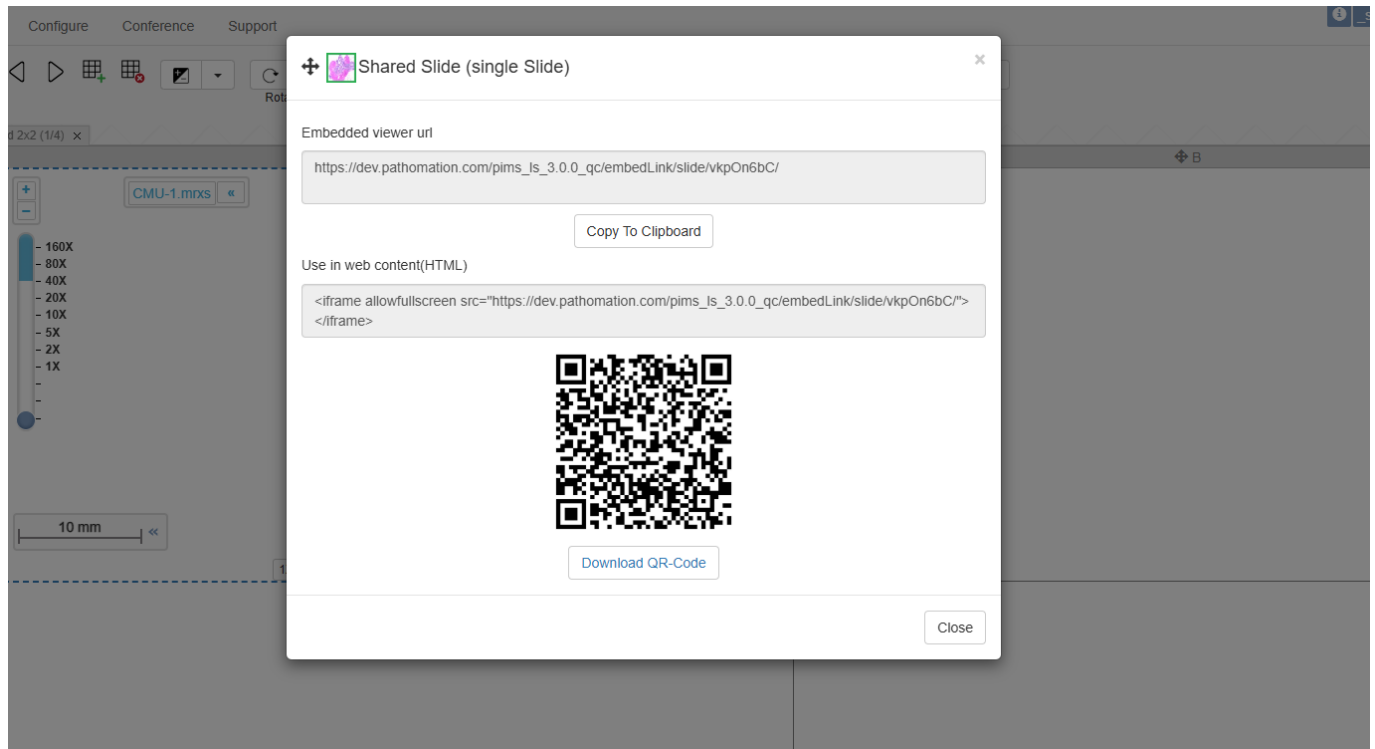 Configure Conference Support
Shared Slide (single Slide)
×
d 2x2 (1/4) ×
B
Embedded viewer url
https://dev.pathomation.com/pims_ls_3.0.0_qc/embedLink/slide/vkpOn6bC/
Copy To Clipboard
Use in web content(HTML)
<iframe allowfullscreen src="https://dev.pathomation.com/pims_ls_3.0.0_qc/embedLink/slide/vkpOn6bC/">
</iframe>
Download QR-Code
Close
+
−
CMU-1.mrxs «
160X
80X
40X
20X
10X
5X
2X
1X
10 mm «